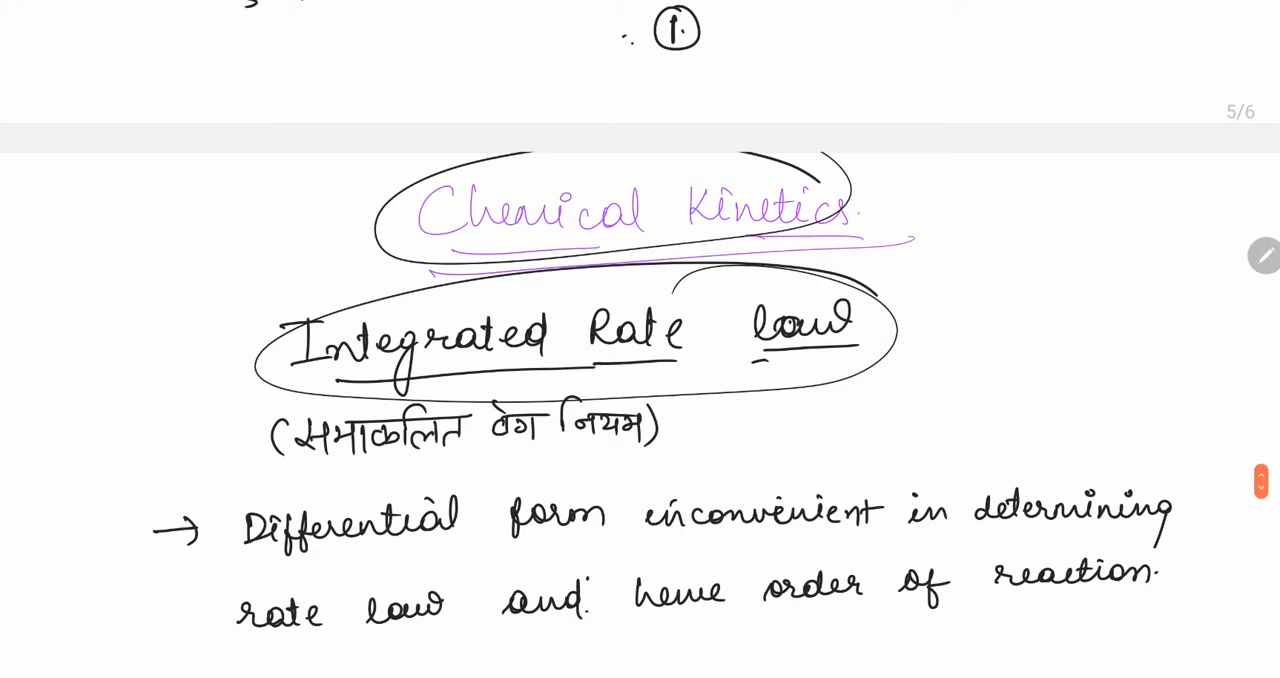 ∴ ①
5/6
Chemical Kinetics.
Integrated Rate law
(समाकलित वेग नियम)
→ Differential form inconvenient in determining
rate law and hence order of reaction.